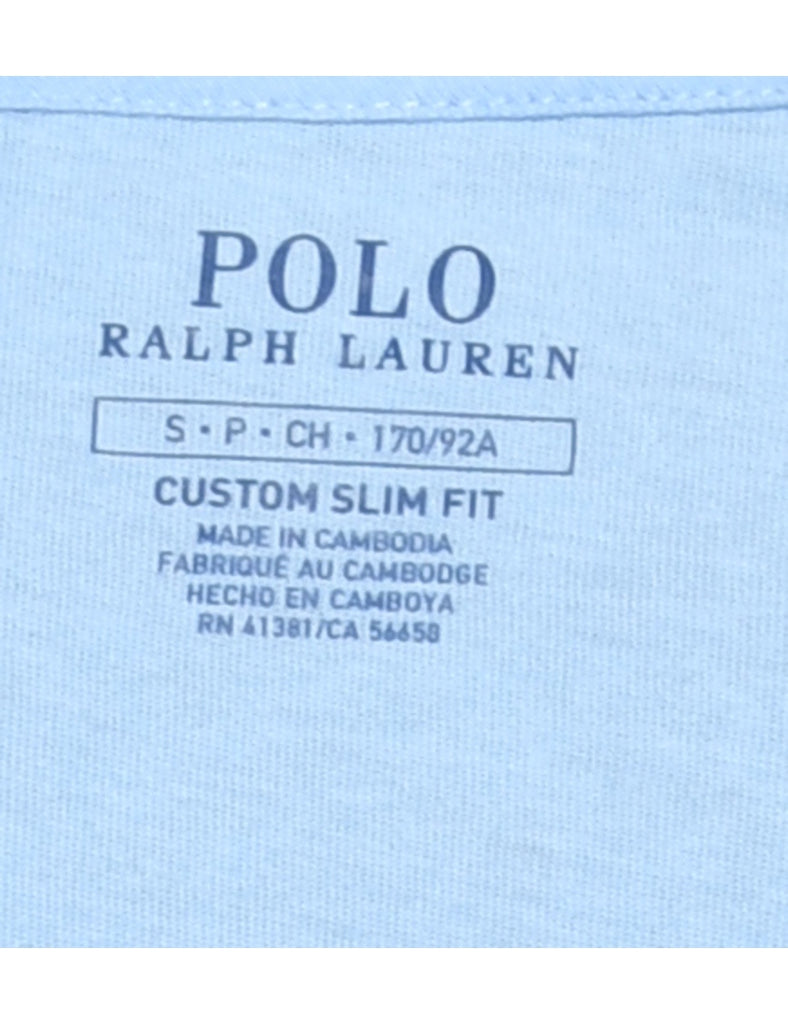 POLO
RALPH LAUREN
S • P • CH • 170/92A
CUSTOM SLIM FIT
MADE IN CAMBODIA
FABRIQUÉ AU CAMBODGE
HECHO EN CAMBOYA
RN 41381/CA 56658